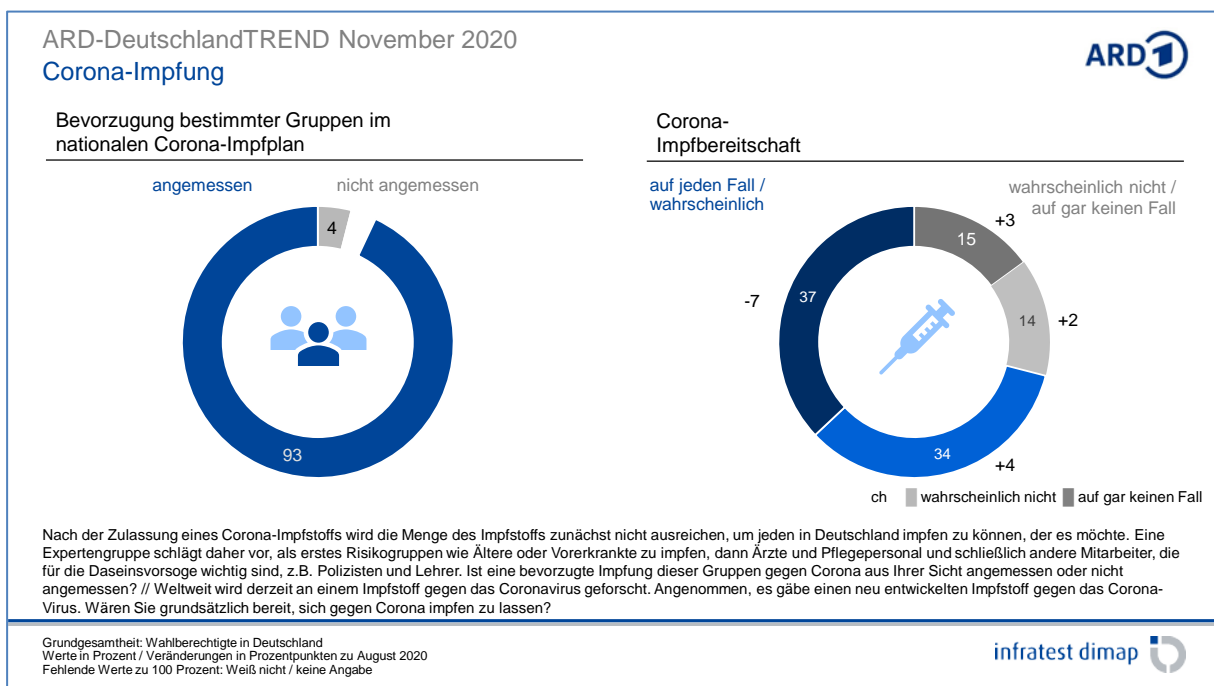 ARD-DeutschlandTREND November 2020
Corona-Impfung
ARD 1
Bevorzugung bestimmter Gruppen im
nationalen Corona-Impfplan
angemessen
nicht angemessen
4
93
Corona-
Impfbereitschaft
auf jeden Fall /
wahrscheinlich
wahrscheinlich nicht /
auf gar keinen Fall
+3
15
37
-7
14
+2
34
+4
ch wahrscheinlich nicht auf gar keinen Fall
Nach der Zulassung eines Corona-Impfstoffs wird die Menge des Impfstoffs zunächst nicht ausreichen, um jeden in Deutschland impfen zu können, der es möchte. Eine
Expertengruppe schlägt daher vor, als erstes Risikogruppen wie Ältere oder Vorerkrankte zu impfen, dann Ärzte und Pflegepersonal und schließlich andere Mitarbeiter, die
für die Daseinsvorsoge wichtig sind, z.B. Polizisten und Lehrer. Ist eine bevorzugte Impfung dieser Gruppen gegen Corona aus Ihrer Sicht angemessen oder nicht
angemessen? // Weltweit wird derzeit an einem Impfstoff gegen das Coronavirus geforscht. Angenommen, es gäbe einen neu entwickelten Impfstoff gegen das Corona-
Virus. Wären Sie grundsätzlich bereit, sich gegen Corona impfen zu lassen?
Grundgesamtheit: Wahlberechtigte in Deutschland
Werte in Prozent / Veränderungen in Prozentpunkten zu August 2020
Fehlende Werte zu 100 Prozent: Weiß nicht / keine Angabe
infratest dimap